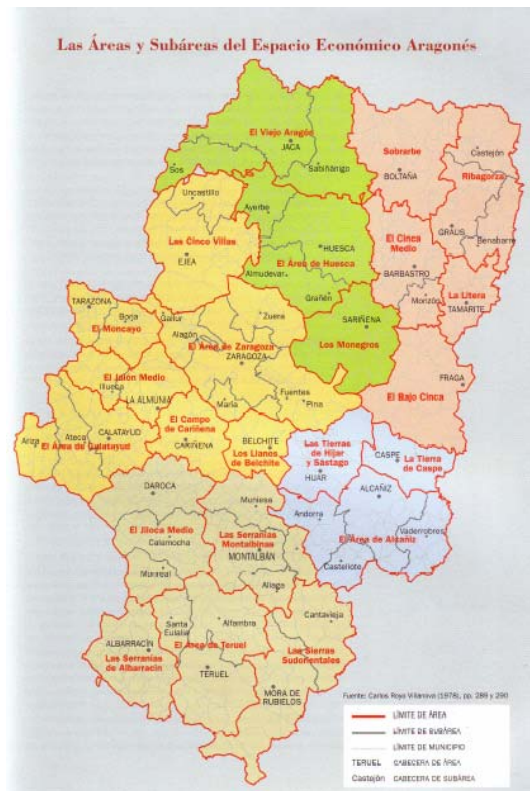 Las Áreas y Subáreas del Espacio Económico Aragonés
El Viejo Aragón
JACA
Sos
Sabiñánigo
Sobrarbe
BOLTAÑA
Castejón
Ribagorza
GRAUS
Benabarre
Uncastillo
Las Cinco Villas
EJEA
Ayerbe
HUESCA
El Área de Huesca
Almudevar
Grañén
El Cinca
Medio
BARBASTRO
Monzón
La Litera
TAMARITE
TARAZONA
Borja
El Moncayo
Gallur
Alagón
Zuera
El Área de Zaragoza
ZARAGOZA
SARIÑENA
Los Monegros
FRAGA
El Bajo Cinca
El Jalón Medio
Illueca
LA ALMUNIA
María
Fuentes
Pina
Ariza
Ateca
CALATAYUD
El Área de Calatayud
El Campo
de Cariñena
CARIÑENA
BELCHITE
Los Llanos
de Belchite
Las Tierras
de Hijar
y Sástago
HIJAR
CASPE
La Tierra
de Caspe
DAROCA
El Jiloca Medio
Calamocha
Monreal
Muniesa
Las Serranías
Montalbinas
MONTALBÁN
Aliaga
Andorra
ALCAÑIZ
El Área de Alcañiz
Valderrobres
Castellote
ALBARRACÍN
Las Serranías
de Albarracín
Santa
Eulalia
Alfambra
El Área de Teruel
TERUEL
Cantavieja
Las Sierras
Sudorientales
MORA DE
RUBIELOS
Fuente: Carlos Royo Villanova (1978), pp. 289 y 290
LÍMITE DE ÁREA
LÍMITE DE SUBÁREA
LÍMITE DE MUNICIPIO
TERUEL CABECERA DE ÁREA
Castejón CABECERA DE SUBÁREA